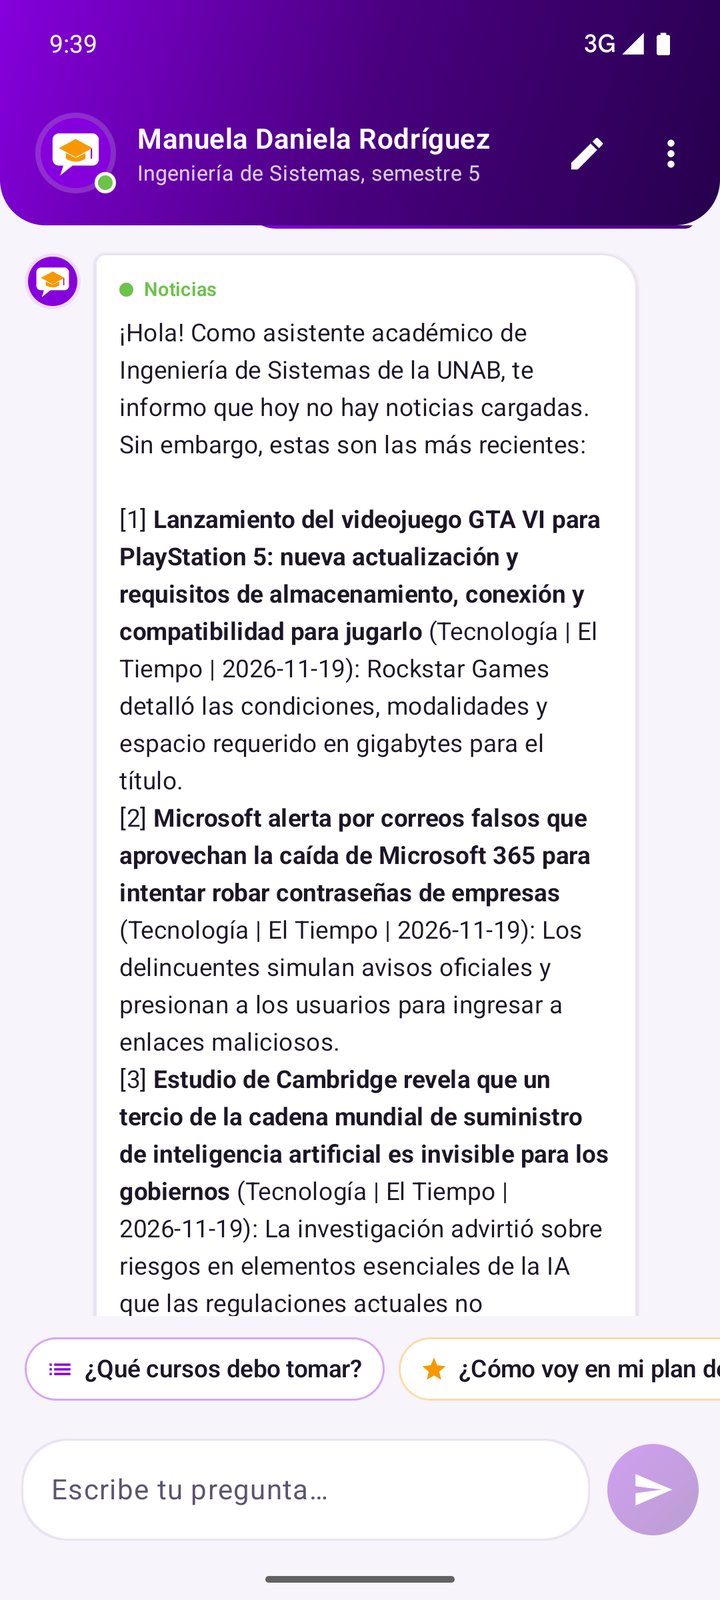 9:39
3G
Manuela Daniela Rodríguez
Ingeniería de Sistemas, semestre 5
Noticias
¡Hola! Como asistente académico de
Ingeniería de Sistemas de la UNAB, te
informo que hoy no hay noticias cargadas.
Sin embargo, estas son las más recientes:
[1] Lanzamiento del videojuego GTA VI para
PlayStation 5: nueva actualización y
requisitos de almacenamiento, conexión y
compatibilidad para jugarlo (Tecnología | El
Tiempo | 2026-11-19): Rockstar Games
detalló las condiciones, modalidades y
espacio requerido en gigabytes para el
título.
[2] Microsoft alerta por correos falsos que
aprovechan la caída de Microsoft 365 para
intentar robar contraseñas de empresas
(Tecnología | El Tiempo | 2026-11-19): Los
delincuentes simulan avisos oficiales y
presionan a los usuarios para ingresar a
enlaces maliciosos.
[3] Estudio de Cambridge revela que un
tercio de la cadena mundial de suministro
de inteligencia artificial es invisible para los
gobiernos (Tecnología | El Tiempo |
2026-11-19): La investigación advirtió sobre
riesgos en elementos esenciales de la IA
que las regulaciones actuales no
¿Qué cursos debo tomar?
¿Cómo voy en mi plan de
Escribe tu pregunta…